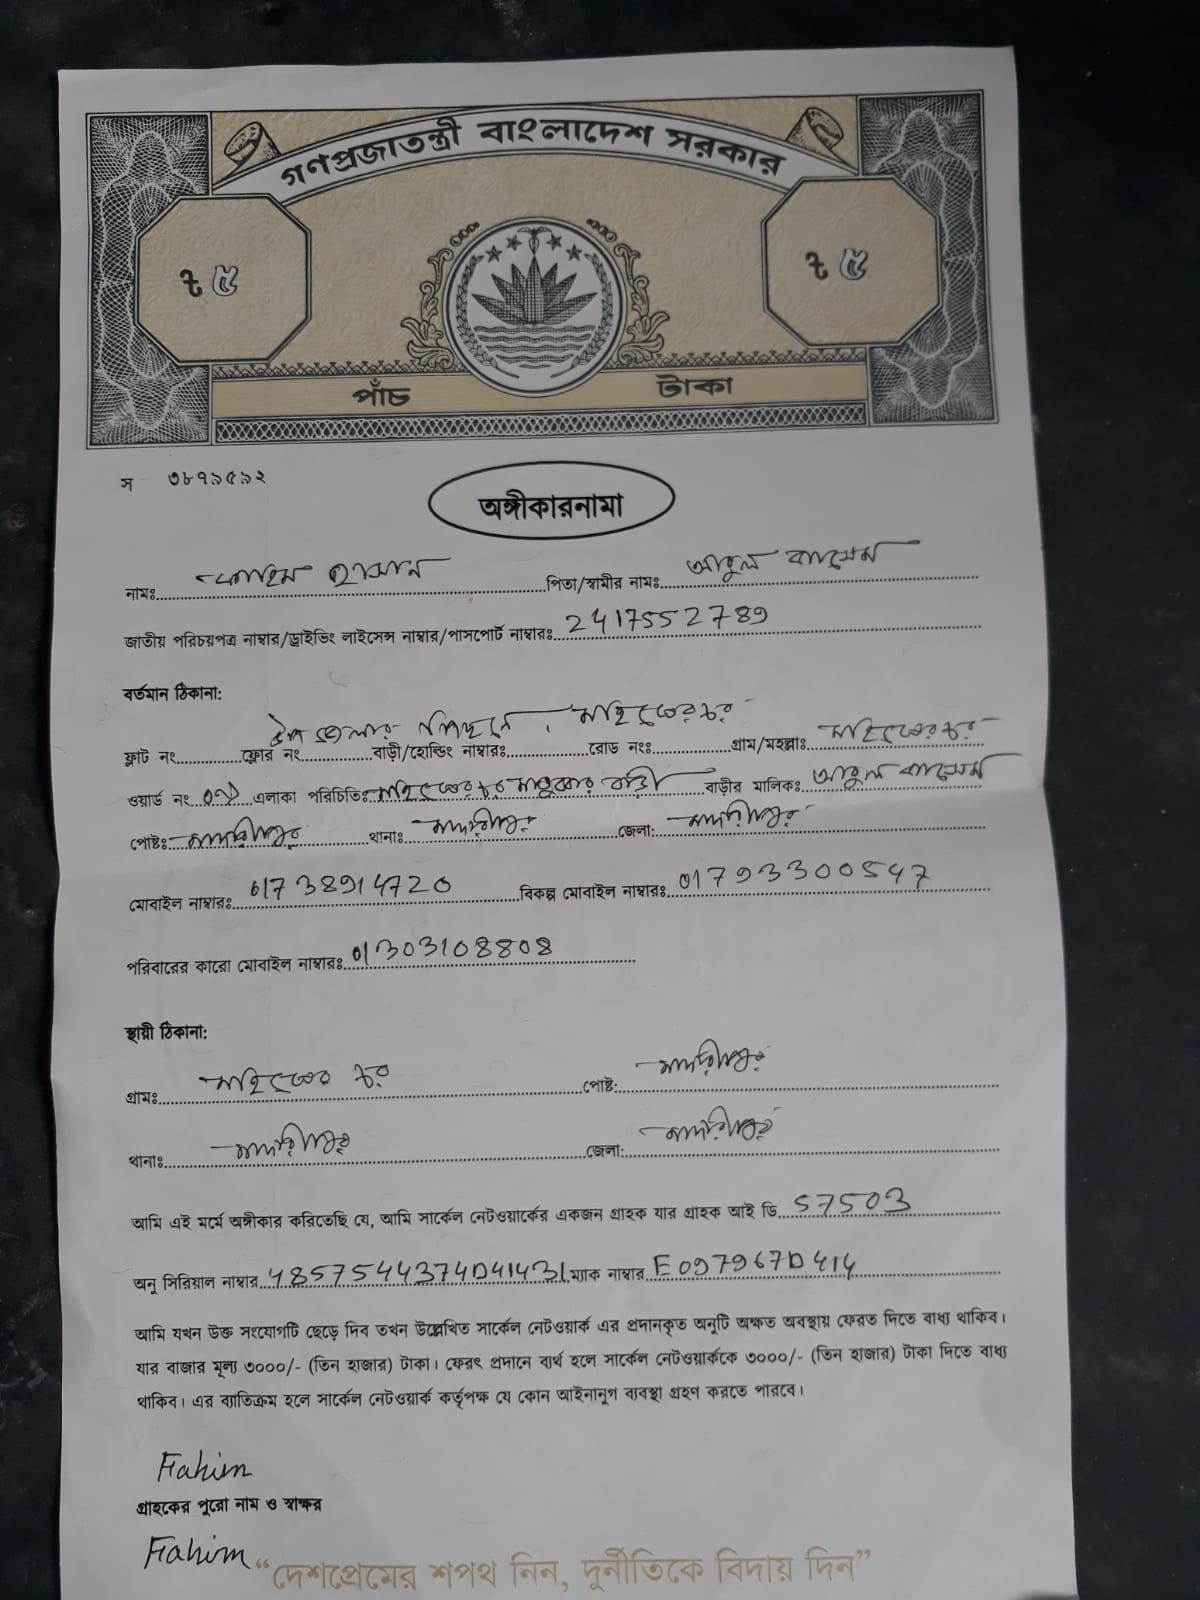 গণপ্রজাতন্ত্রী বাংলাদেশ সরকার
৳ ৫ ৳ ৫
পাঁচ টাকা
স ৩৮৭৯৫৯২
অঙ্গীকারনামা
নামঃ ফাহিম হাসান পিতা/স্বামীর নামঃ আবুল কাসেম
জাতীয় পরিচয়পত্র নাম্বার/ড্রাইভিং লাইসেন্স নাম্বার/পাসপোর্ট নাম্বারঃ 2417552789
বর্তমান ঠিকানা:
ফ্লাট নং ফ্লোর নং বাড়ী/হোল্ডিং নাম্বারঃ রোড নংঃ গ্রাম/মহল্লাঃ
ওয়ার্ড নং এলাকা পরিচিতিঃ বাড়ীর মালিকঃ আবুল কাসেম
পোষ্টঃ মাদারীপুর থানাঃ মাদারীপুর জেলা: মাদারীপুর
মোবাইল নাম্বারঃ 01738914720 বিকল্প মোবাইল নাম্বারঃ 01793300547
পরিবারের কারো মোবাইল নাম্বারঃ 01303108808
স্থায়ী ঠিকানা:
গ্রামঃ পোষ্ট: মাদারীপুর
থানাঃ মাদারীপুর জেলা: মাদারীপুর
আমি এই মর্মে অঙ্গীকার করিতেছি যে, আমি সার্কেল নেটওয়ার্কের একজন গ্রাহক যার গ্রাহক আই ডি 57503
অনু সিরিয়াল নাম্বার 4857544374D41431 ম্যাক নাম্বার E097967D414
আমি যখন উক্ত সংযোগটি ছেড়ে দিব তখন উল্লেখিত সার্কেল নেটওয়ার্ক এর প্রদানকৃত অনুটি অক্ষত অবস্থায় ফেরত দিতে বাধ্য থাকিব।
যার বাজার মূল্য ৩০০০/- (তিন হাজার) টাকা। ফেরৎ প্রদানে ব্যর্থ হলে সার্কেল নেটওয়ার্ককে ৩০০০/- (তিন হাজার) টাকা দিতে বাধ্য
থাকিব। এর ব্যাতিক্রম হলে সার্কেল নেটওয়ার্ক কর্তৃপক্ষ যে কোন আইনানুগ ব্যবস্থা গ্রহণ করতে পারবে।
Fahim
গ্রাহকের পুরো নাম ও স্বাক্ষর
Fahim
“দেশপ্রেমের শপথ নিন, দুর্নীতিকে বিদায় দিন”